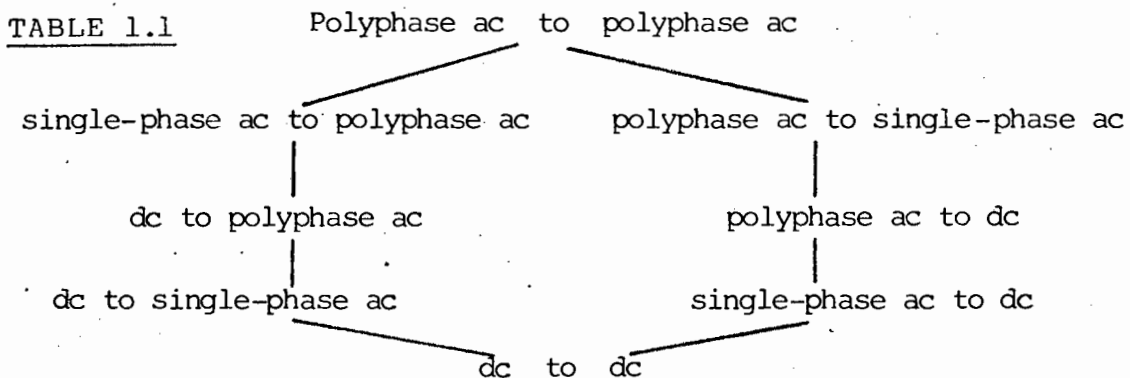 TABLE 1.1 Polyphase ac to polyphase ac
single-phase ac to polyphase ac polyphase ac to single-phase ac
dc to polyphase ac polyphase ac to dc
dc to single-phase ac single-phase ac to dc
dc to dc